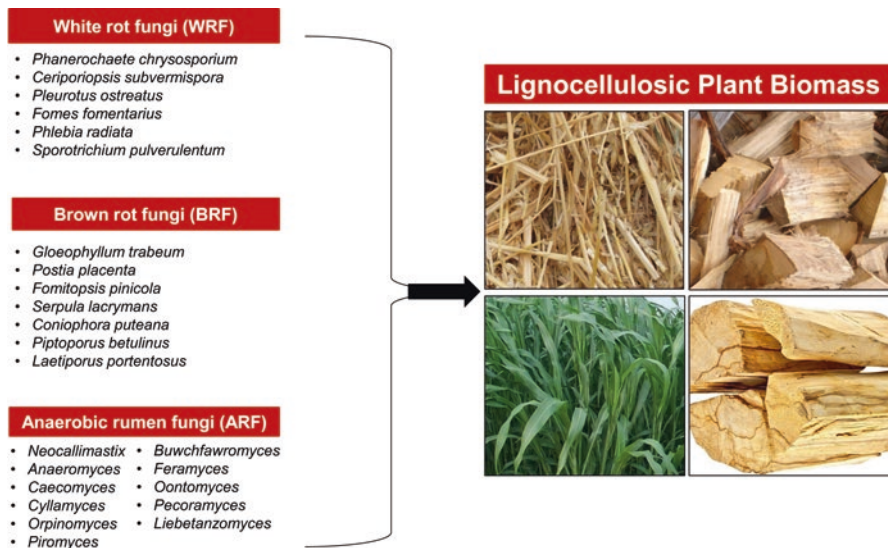 White rot fungi (WRF)
• Phanerochaete chrysosporium
• Ceriporiopsis subvermispora
• Pleurotus ostreatus
• Fomes fomentarius
• Phlebia radiata
• Sporotrichium pulverulentum
Brown rot fungi (BRF)
• Gloeophyllum trabeum
• Postia placenta
• Fomitopsis pinicola
• Serpula lacrymans
• Coniophora puteana
• Piptoporus betulinus
• Laetiporus portentosus
Anaerobic rumen fungi (ARF)
• Neocallimastix
• Anaeromyces
• Caecomyces
• Cyllamyces
• Orpinomyces
• Piromyces
• Buwchfawromyces
• Feramyces
• Oontomyces
• Pecoramyces
• Liebetanzomyces
Lignocellulosic Plant Biomass